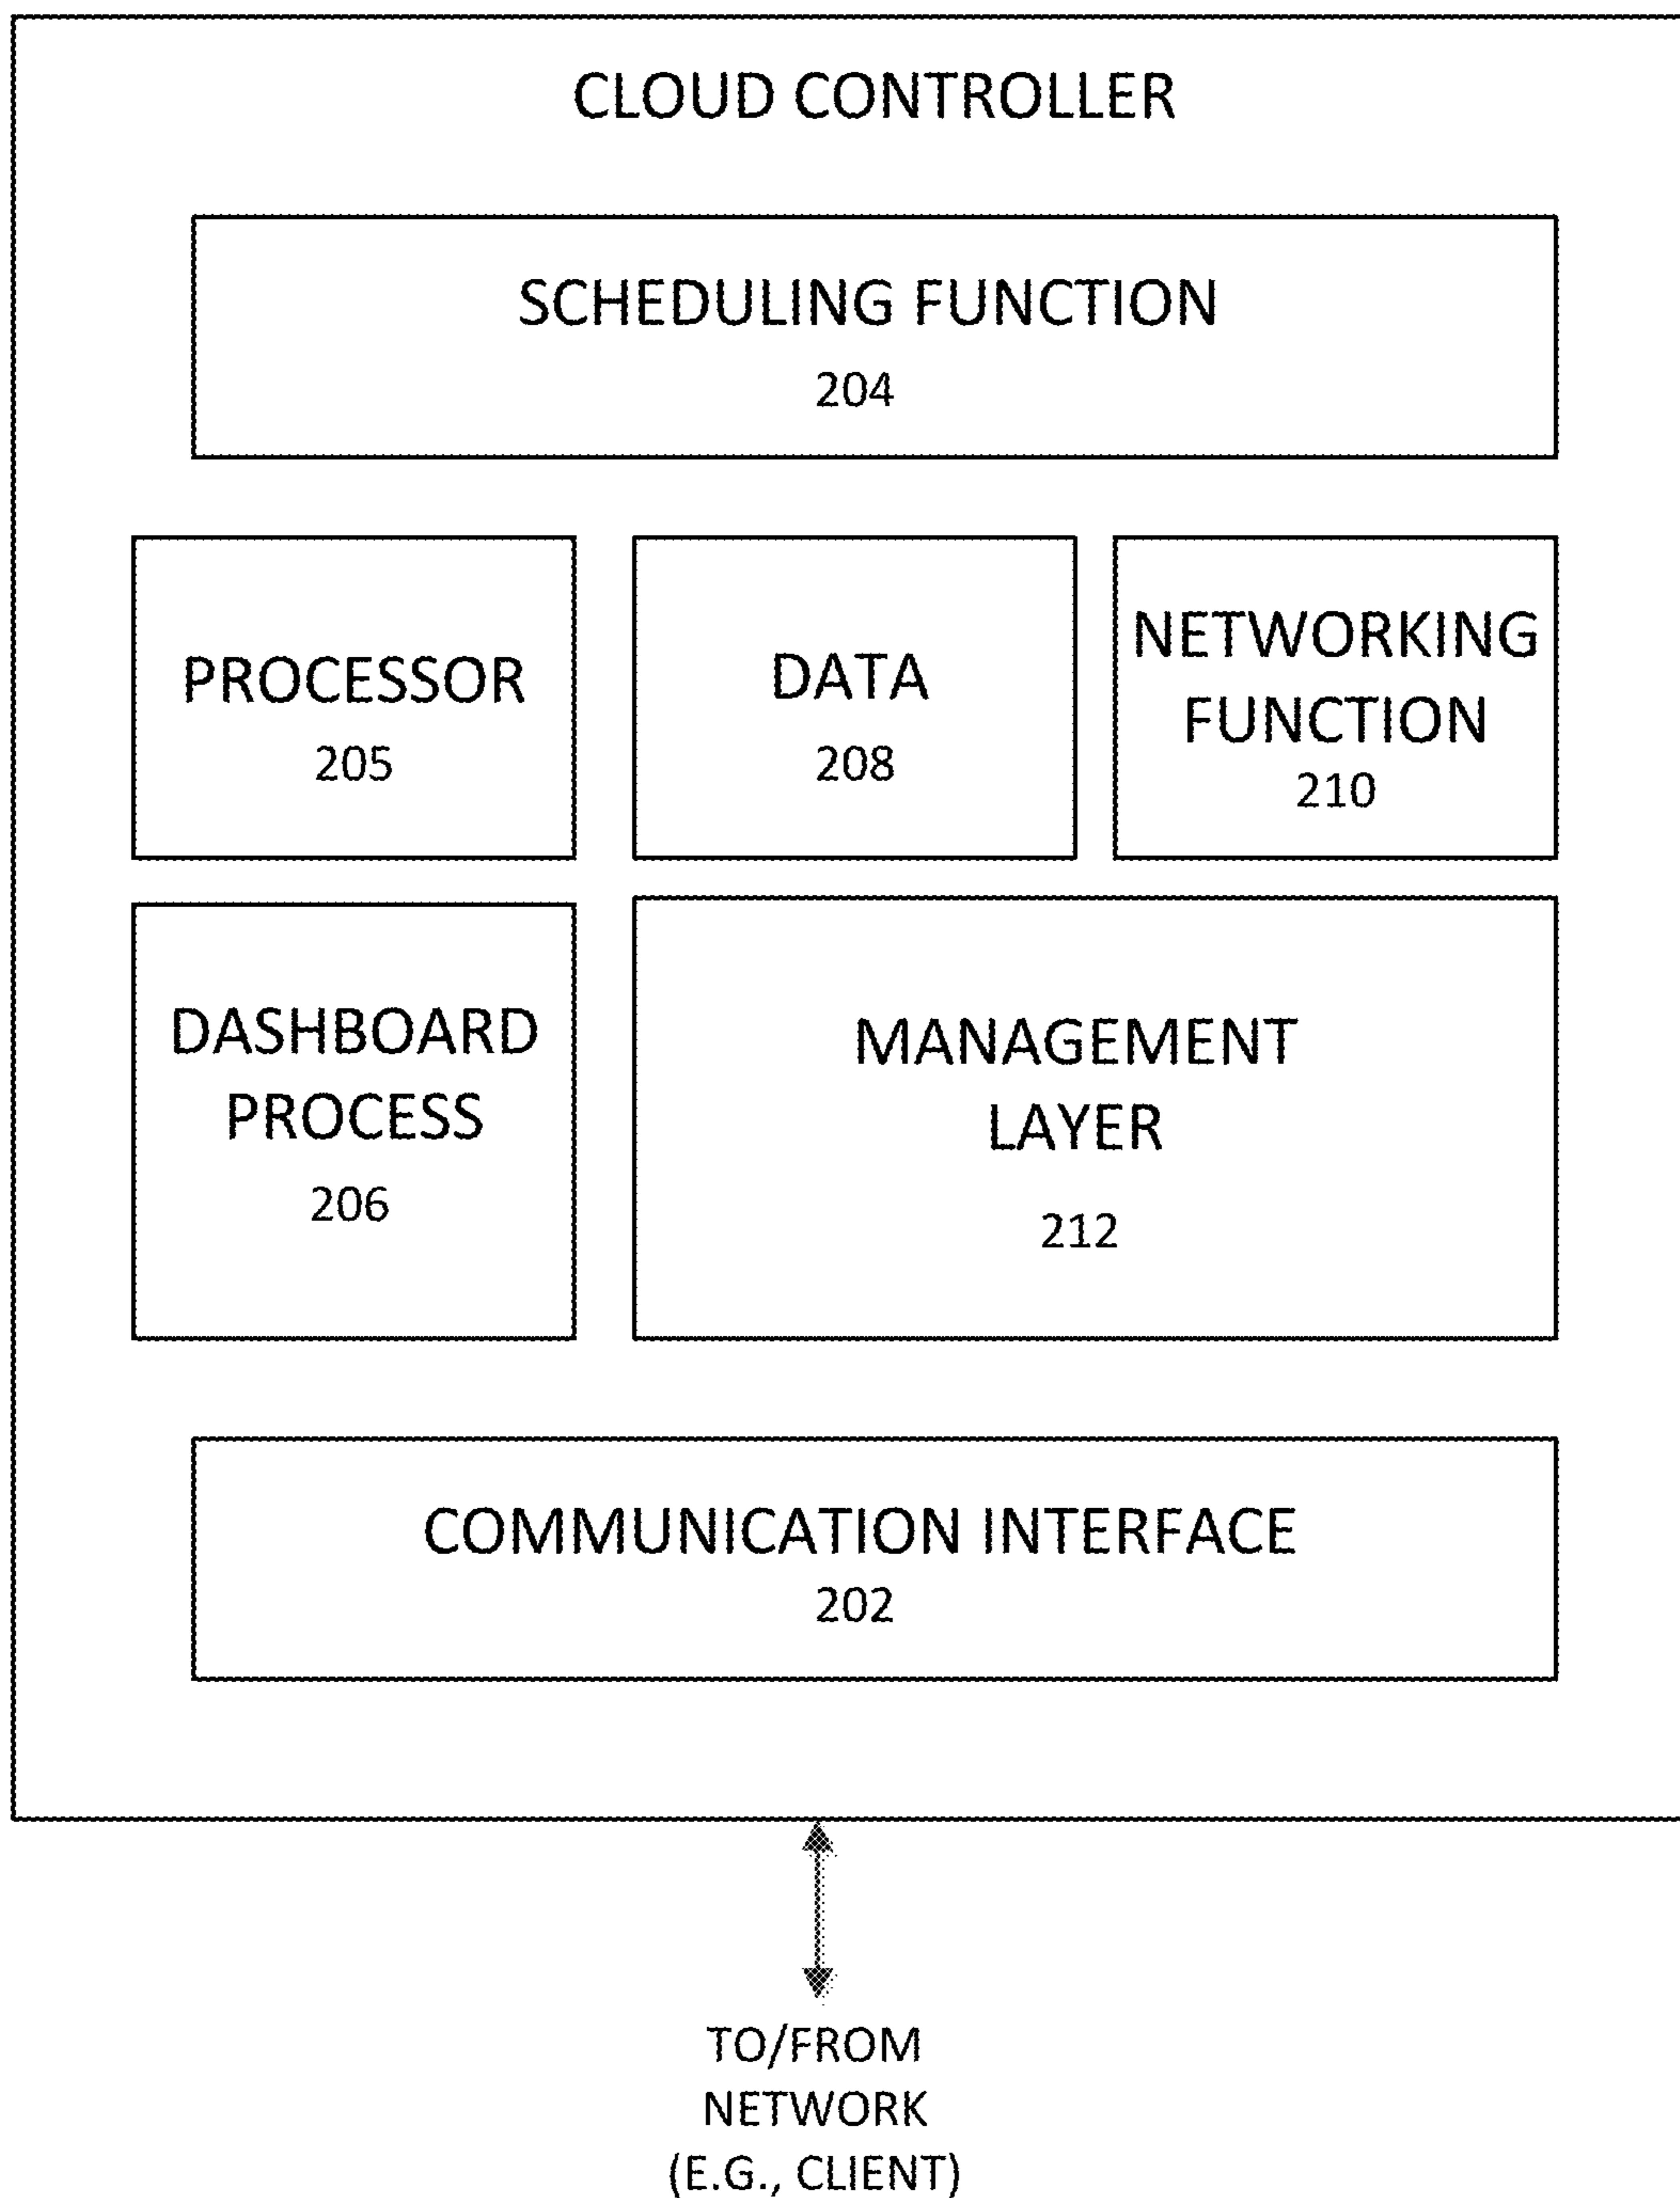 CLOUD CONTROLLER
SCHEDULING FUNCTION
204
PROCESSOR
205
DATA
208
NETWORKING
FUNCTION
210
DASHBOARD
PROCESS
206
MANAGEMENT
LAYER
212
COMMUNICATION INTERFACE
202
TO/FROM
NETWORK
(E.G., CLIENT)